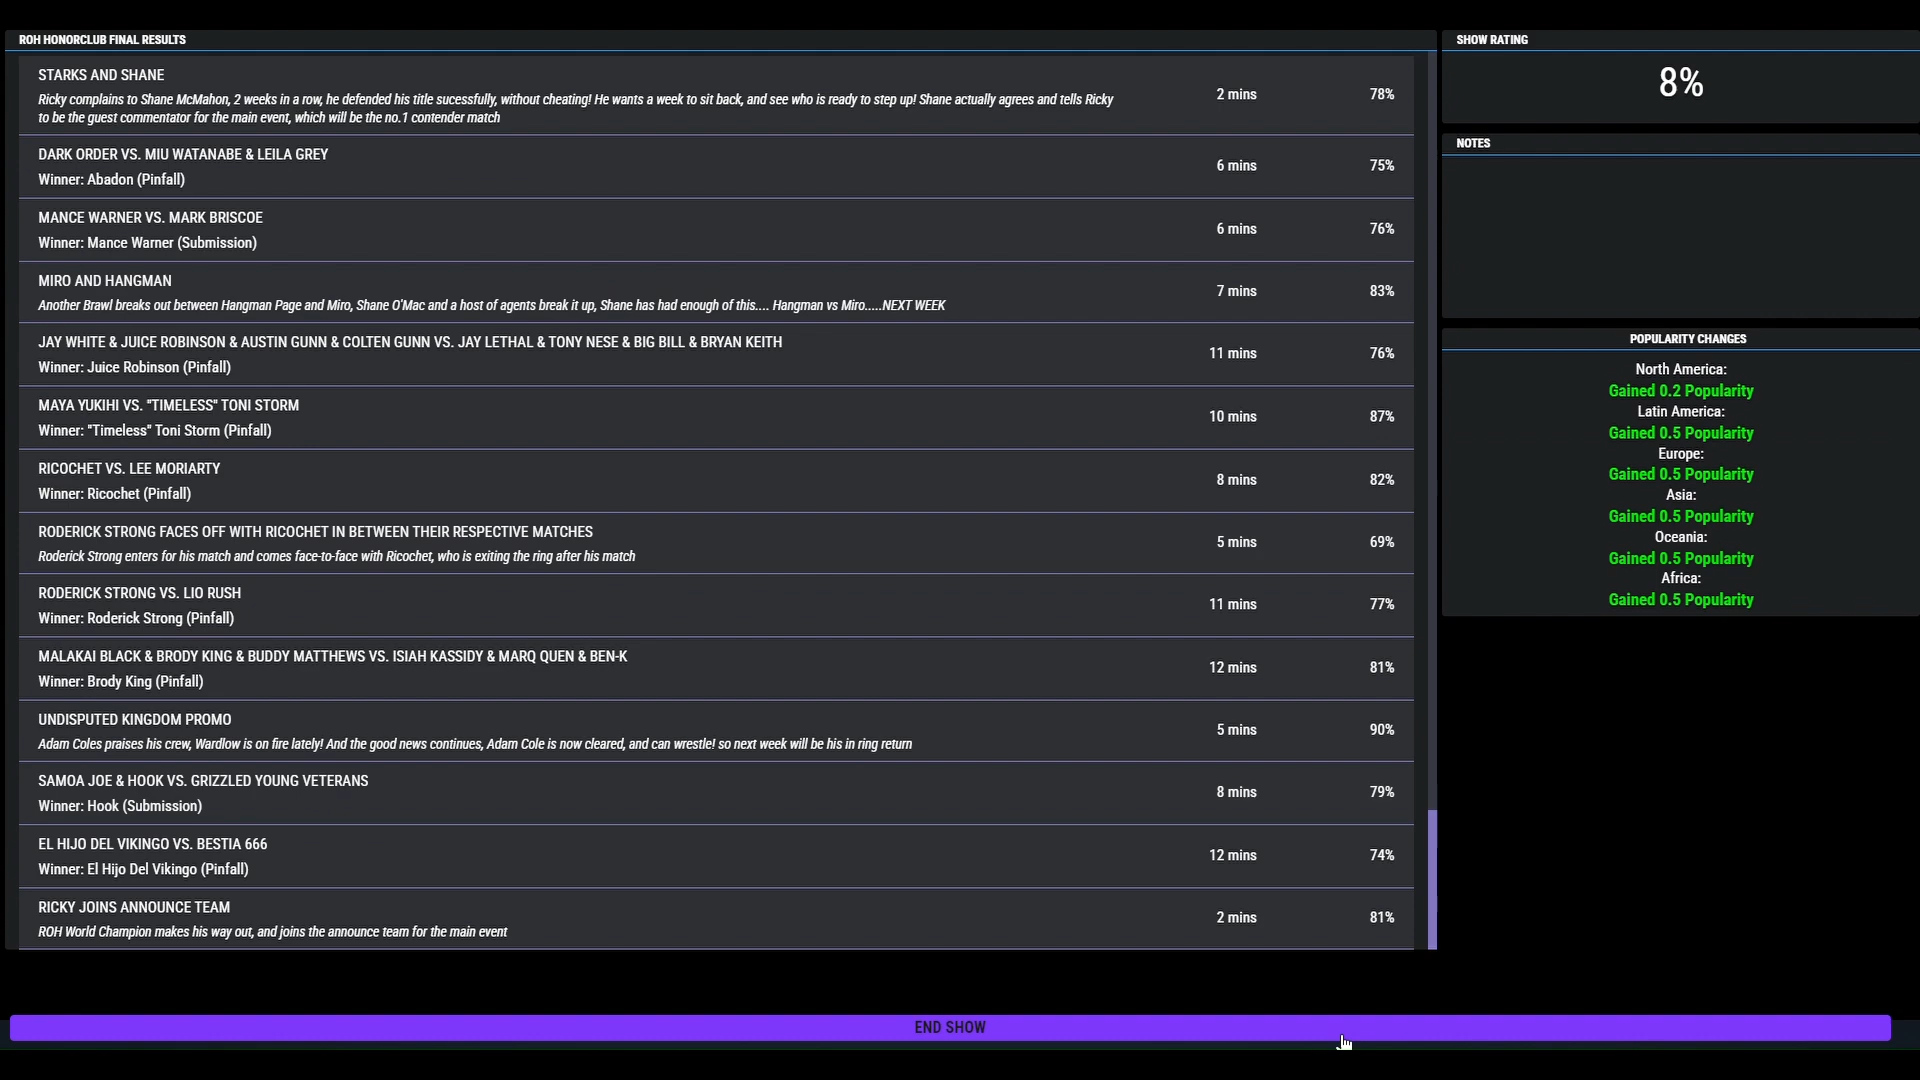 ROH HONORCLUB FINAL RESULTS
STARKS AND SHANE
Ricky complains to Shane McMahon, 2 weeks in a row, he defended his title sucessfully, without cheating! He wants a week to sit back, and see who is ready to step up! Shane actually agrees and tells Ricky
to be the guest commentator for the main event, which will be the no.1 contender match
2 mins
78%
DARK ORDER VS. MIU WATANABE & LEILA GREY
Winner: Abadon (Pinfall)
6 mins
75%
MANCE WARNER VS. MARK BRISCOE
Winner: Mance Warner (Submission)
6 mins
76%
MIRO AND HANGMAN
Another Brawl breaks out between Hangman Page and Miro, Shane O'Mac and a host of agents break it up, Shane has had enough of this.... Hangman vs Miro.....NEXT WEEK
7 mins
83%
JAY WHITE & JUICE ROBINSON & AUSTIN GUNN & COLTEN GUNN VS. JAY LETHAL & TONY NESE & BIG BILL & BRYAN KEITH
Winner: Juice Robinson (Pinfall)
11 mins
76%
MAYA YUKIHI VS. "TIMELESS" TONI STORM
Winner: "Timeless" Toni Storm (Pinfall)
10 mins
87%
RICOCHET VS. LEE MORIARTY
Winner: Ricochet (Pinfall)
8 mins
82%
RODERICK STRONG FACES OFF WITH RICOCHET IN BETWEEN THEIR RESPECTIVE MATCHES
Roderick Strong enters for his match and comes face-to-face with Ricochet, who is exiting the ring after his match
5 mins
69%
RODERICK STRONG VS. LIO RUSH
Winner: Roderick Strong (Pinfall)
11 mins
77%
MALAKAI BLACK & BRODY KING & BUDDY MATTHEWS VS. ISIAH KASSIDY & MARQ QUEN & BEN-K
Winner: Brody King (Pinfall)
12 mins
81%
UNDISPUTED KINGDOM PROMO
Adam Coles praises his crew, Wardlow is on fire lately! And the good news continues, Adam Cole is now cleared, and can wrestle! so next week will be his in ring return
5 mins
90%
SAMOA JOE & HOOK VS. GRIZZLED YOUNG VETERANS
Winner: Hook (Submission)
8 mins
79%
EL HIJO DEL VIKINGO VS. BESTIA 666
Winner: El Hijo Del Vikingo (Pinfall)
12 mins
74%
RICKY JOINS ANNOUNCE TEAM
ROH World Champion makes his way out, and joins the announce team for the main event
2 mins
81%
SHOW RATING
8%
NOTES
POPULARITY CHANGES
North America:
Gained 0.2 Popularity
Latin America:
Gained 0.5 Popularity
Europe:
Gained 0.5 Popularity
Asia:
Gained 0.5 Popularity
Oceania:
Gained 0.5 Popularity
Africa:
Gained 0.5 Popularity
END SHOW